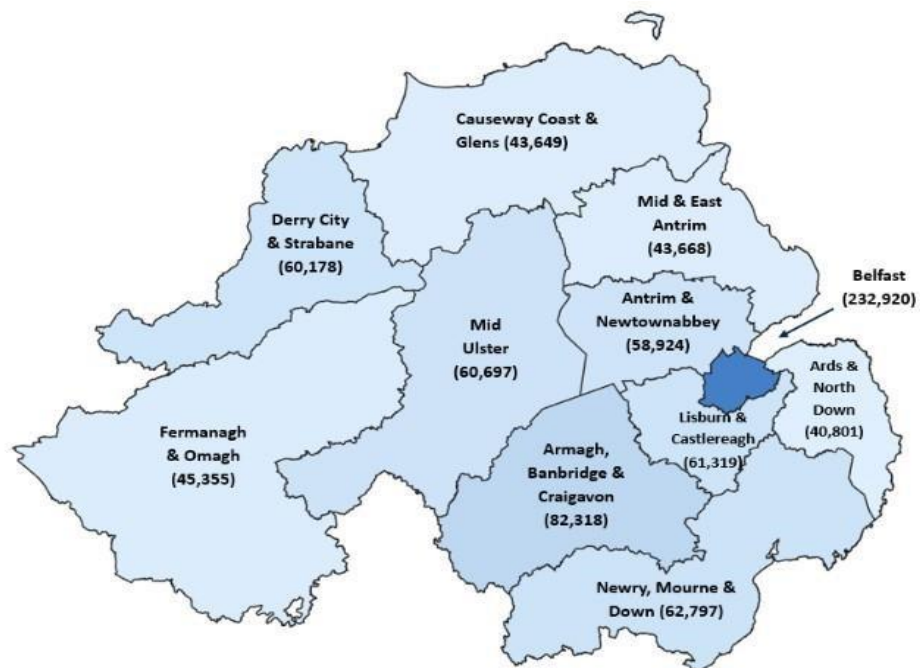 Causeway Coast &
Glens (43,649)
Mid & East
Antrim
(43,668)
Derry City
& Strabane
(60,178)
Belfast
(232,920)
Antrim &
Newtownabbey
(58,924)
Mid
Ulster
(60,697)
Ards &
North
Down
(40,801)
Lisburn &
Castlereagh
(61,319)
Fermanagh
& Omagh
(45,355)
Armagh,
Banbridge &
Craigavon
(82,318)
Newry, Mourne &
Down (62,797)